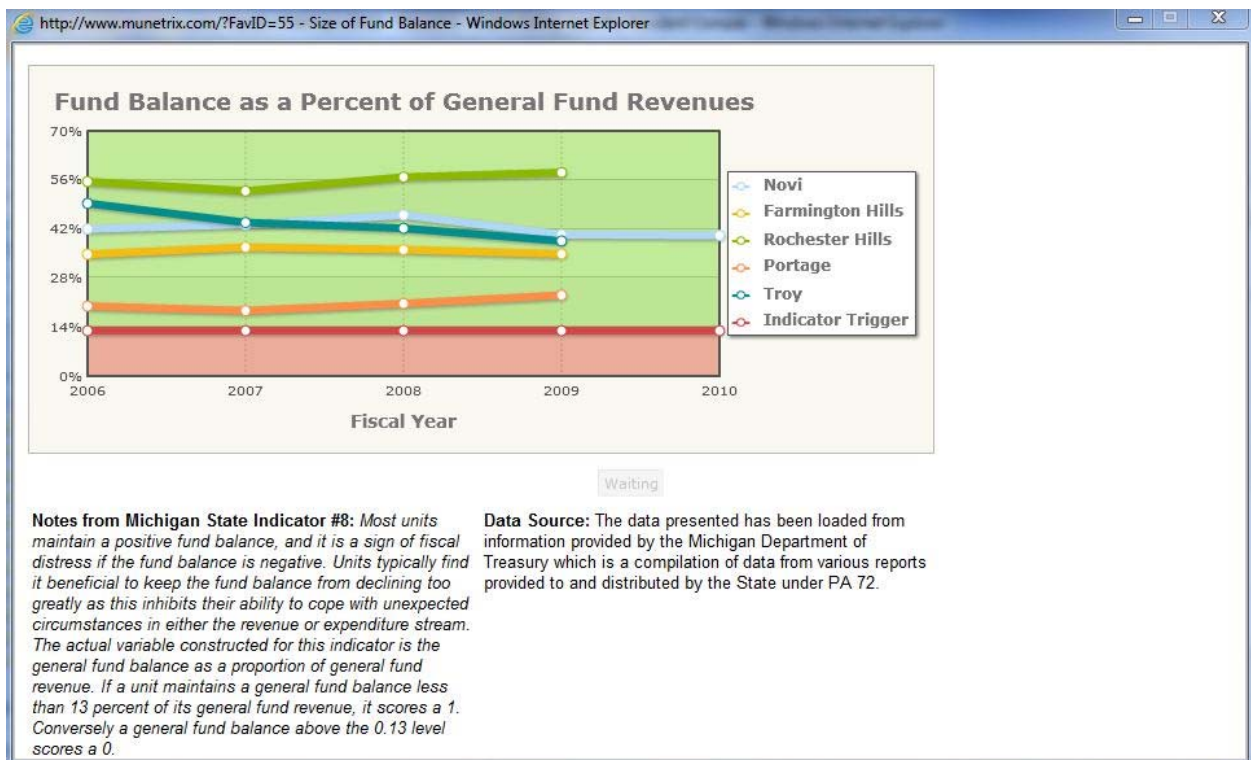 http://www.munetrix.com/?FavID=55 - Size of Fund Balance - Windows Internet Explorer
Fund Balance as a Percent of General Fund Revenues
70%
56%
42%
28%
14%
0%
2006 2007 2008 2009 2010
Fiscal Year
Novi
Farmington Hills
Rochester Hills
Portage
Troy
Indicator Trigger
Waiting
Notes from Michigan State Indicator #8: Most units
maintain a positive fund balance, and it is a sign of fiscal
distress if the fund balance is negative. Units typically find
it beneficial to keep the fund balance from declining too
greatly as this inhibits their ability to cope with unexpected
circumstances in either the revenue or expenditure stream.
The actual variable constructed for this indicator is the
general fund balance as a proportion of general fund
revenue. If a unit maintains a general fund balance less
than 13 percent of its general fund revenue, it scores a 1.
Conversely a general fund balance above the 0.13 level
scores a 0.
Data Source: The data presented has been loaded from
information provided by the Michigan Department of
Treasury which is a compilation of data from various reports
provided to and distributed by the State under PA 72.